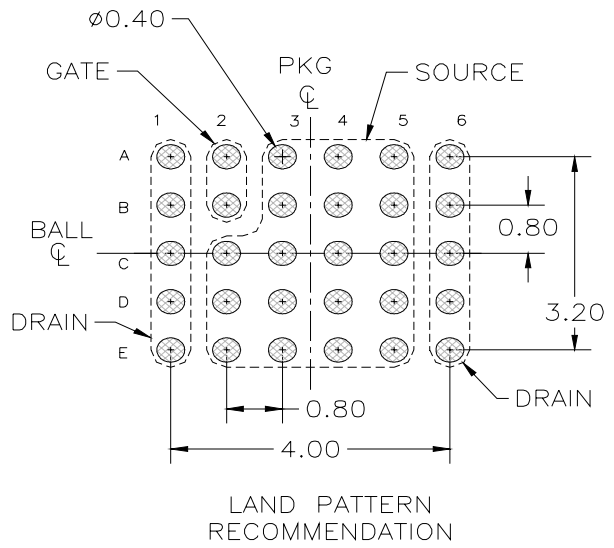 ⌀0.40
GATE
PKG
℄
SOURCE
1 2 3 4 5 6
A
B
0.80
BALL
℄
C
D
3.20
DRAIN
E
DRAIN
0.80
4.00
LAND PATTERN
RECOMMENDATION